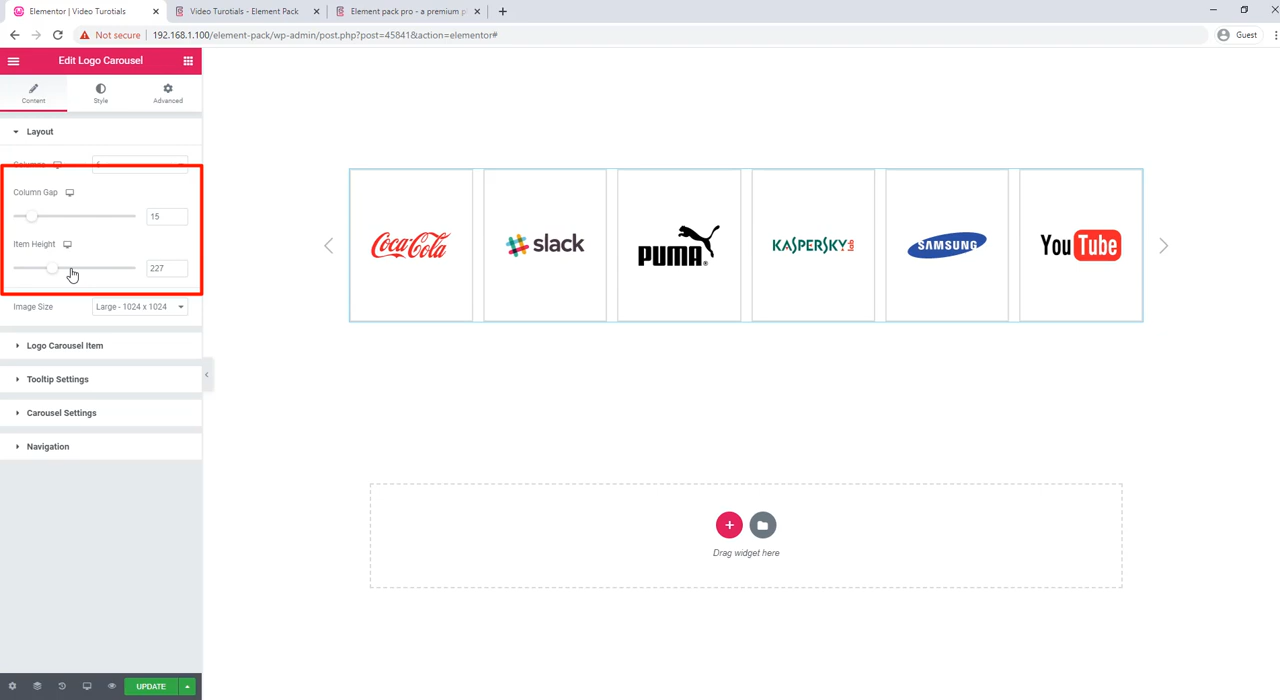 Elementor | Video Turotials
Video Turotials - Element Pack
Element pack pro - a premium p
Not secure | 192.168.1.100/element-pack/wp-admin/post.php?post=45841&action=elementor#
Guest
Edit Logo Carousel
Content
Style
Advanced
Layout
Columns
Column Gap
15
Item Height
227
Image Size
Large - 1024 x 1024
Logo Carousel Item
Tooltip Settings
Carousel Settings
Navigation
UPDATE
Coca-Cola
slack
PUMA
KASPERSKY lab
SAMSUNG
YouTube
Drag widget here